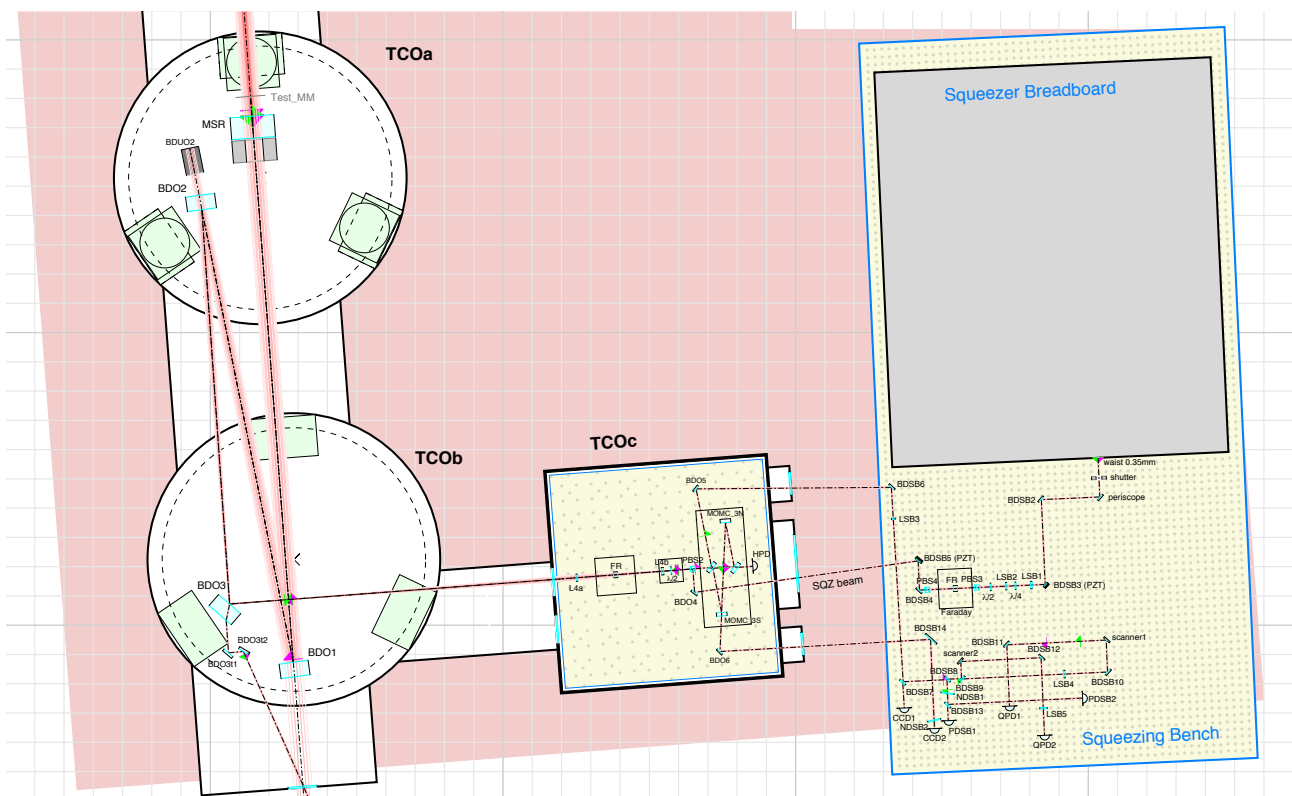 TCOa
Squeezer Breadboard
Test_MM
MSR
BDUO2
BDO2
TCOc
TCOb
waist 0.35mm
shutter
BDO5
BDSB6
BDSB2
periscope
LSB3
MOMC_3N
HPD
FR
L4b
PBS2
λ/2
L4a
BDO4
SQZ beam
BDSB5 (PZT)
PBS4
FR
PBS3
LSB2
LSB1
BDSB3 (PZT)
BDSB4
λ/2
λ/4
Faraday
BDO3
MOMC_3S
BDSB14
BDO3t2
BDO1
BDO3t1
BDO6
BDSB11
scanner1
BDSB12
scanner2
BDSB8
BDSB9
LSB4
BDSB10
BDSB7
NDSB1
PDSB2
BDSB13
CCD1
QPD1
LSB5
NDSB2
PDSB1
CCD2
QPD2
Squeezing Bench